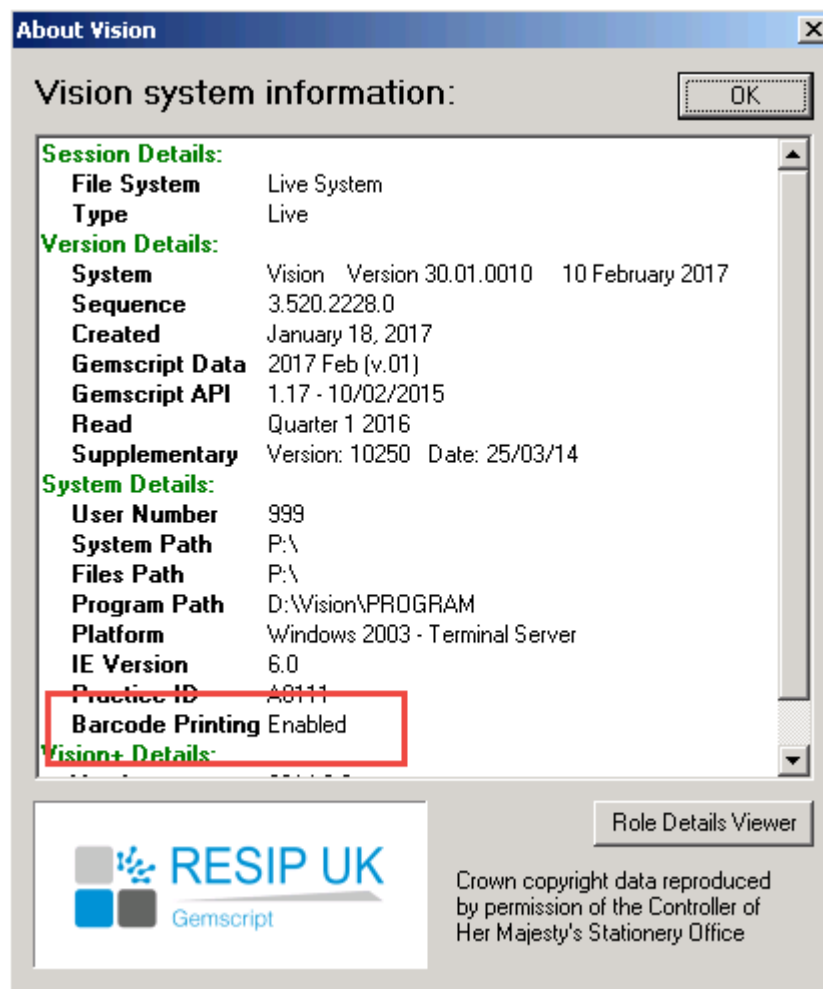 About Vision
Vision system information:
OK
Session Details:
File System Live System
Type Live
Version Details:
System Vision Version 30.01.0010 10 February 2017
Sequence 3.520.2228.0
Created January 18, 2017
Gemscript Data 2017 Feb (v.01)
Gemscript API 1.17 - 10/02/2015
Read Quarter 1 2016
Supplementary Version: 10250 Date: 25/03/14
System Details:
User Number 999
System Path P:\
Files Path P:\
Program Path D:\Vision\PROGRAM
Platform Windows 2003 - Terminal Server
IE Version 6.0
Practice ID
Barcode Printing Enabled
Vision+ Details:
Role Details Viewer
RESIP UK
Gemscript
Crown copyright data reproduced
by permission of the Controller of
Her Majesty's Stationery Office